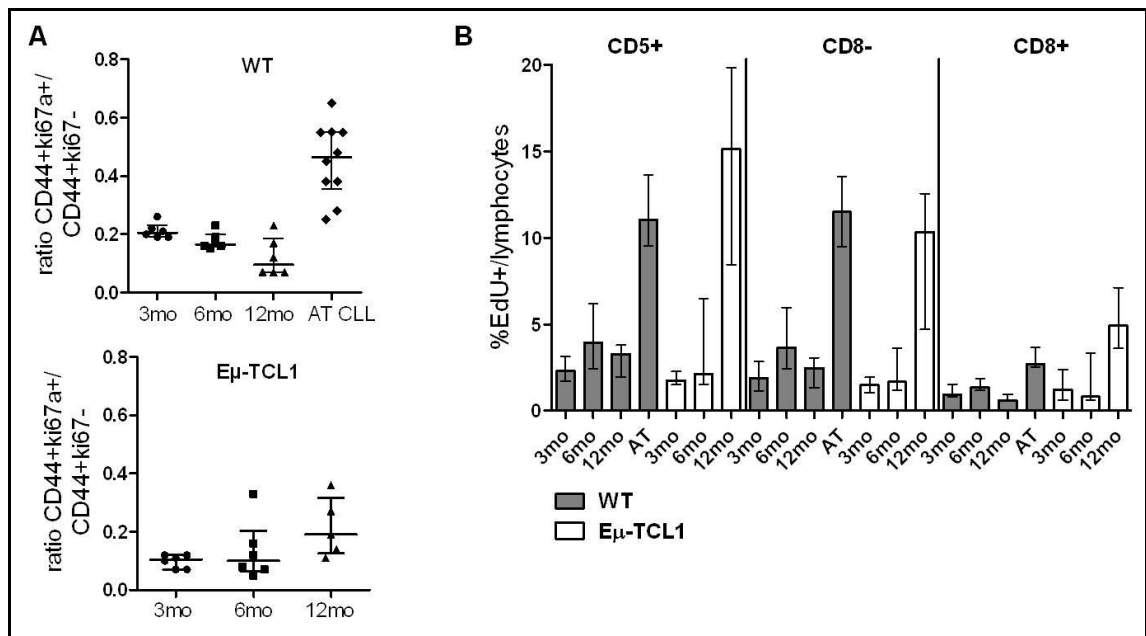 A
WT
0.8
0.6
0.4
0.2
0.0
ratio CD44+ki67a+/
CD44+ki67-
3mo 6mo 12mo AT CLL
Eµ-TCL1
0.8
0.6
0.4
0.2
0.0
ratio CD44+ki67a+/
CD44+ki67-
3mo 6mo 12mo
B
CD5+ CD8- CD8+
20
15
10
5
0
%EdU+/lymphocytes
3mo 6mo 12mo AT 3mo 6mo 12mo 3mo 6mo 12mo AT 3mo 6mo 12mo 3mo 6mo 12mo AT 3mo 6mo 12mo
WT
Eµ-TCL1